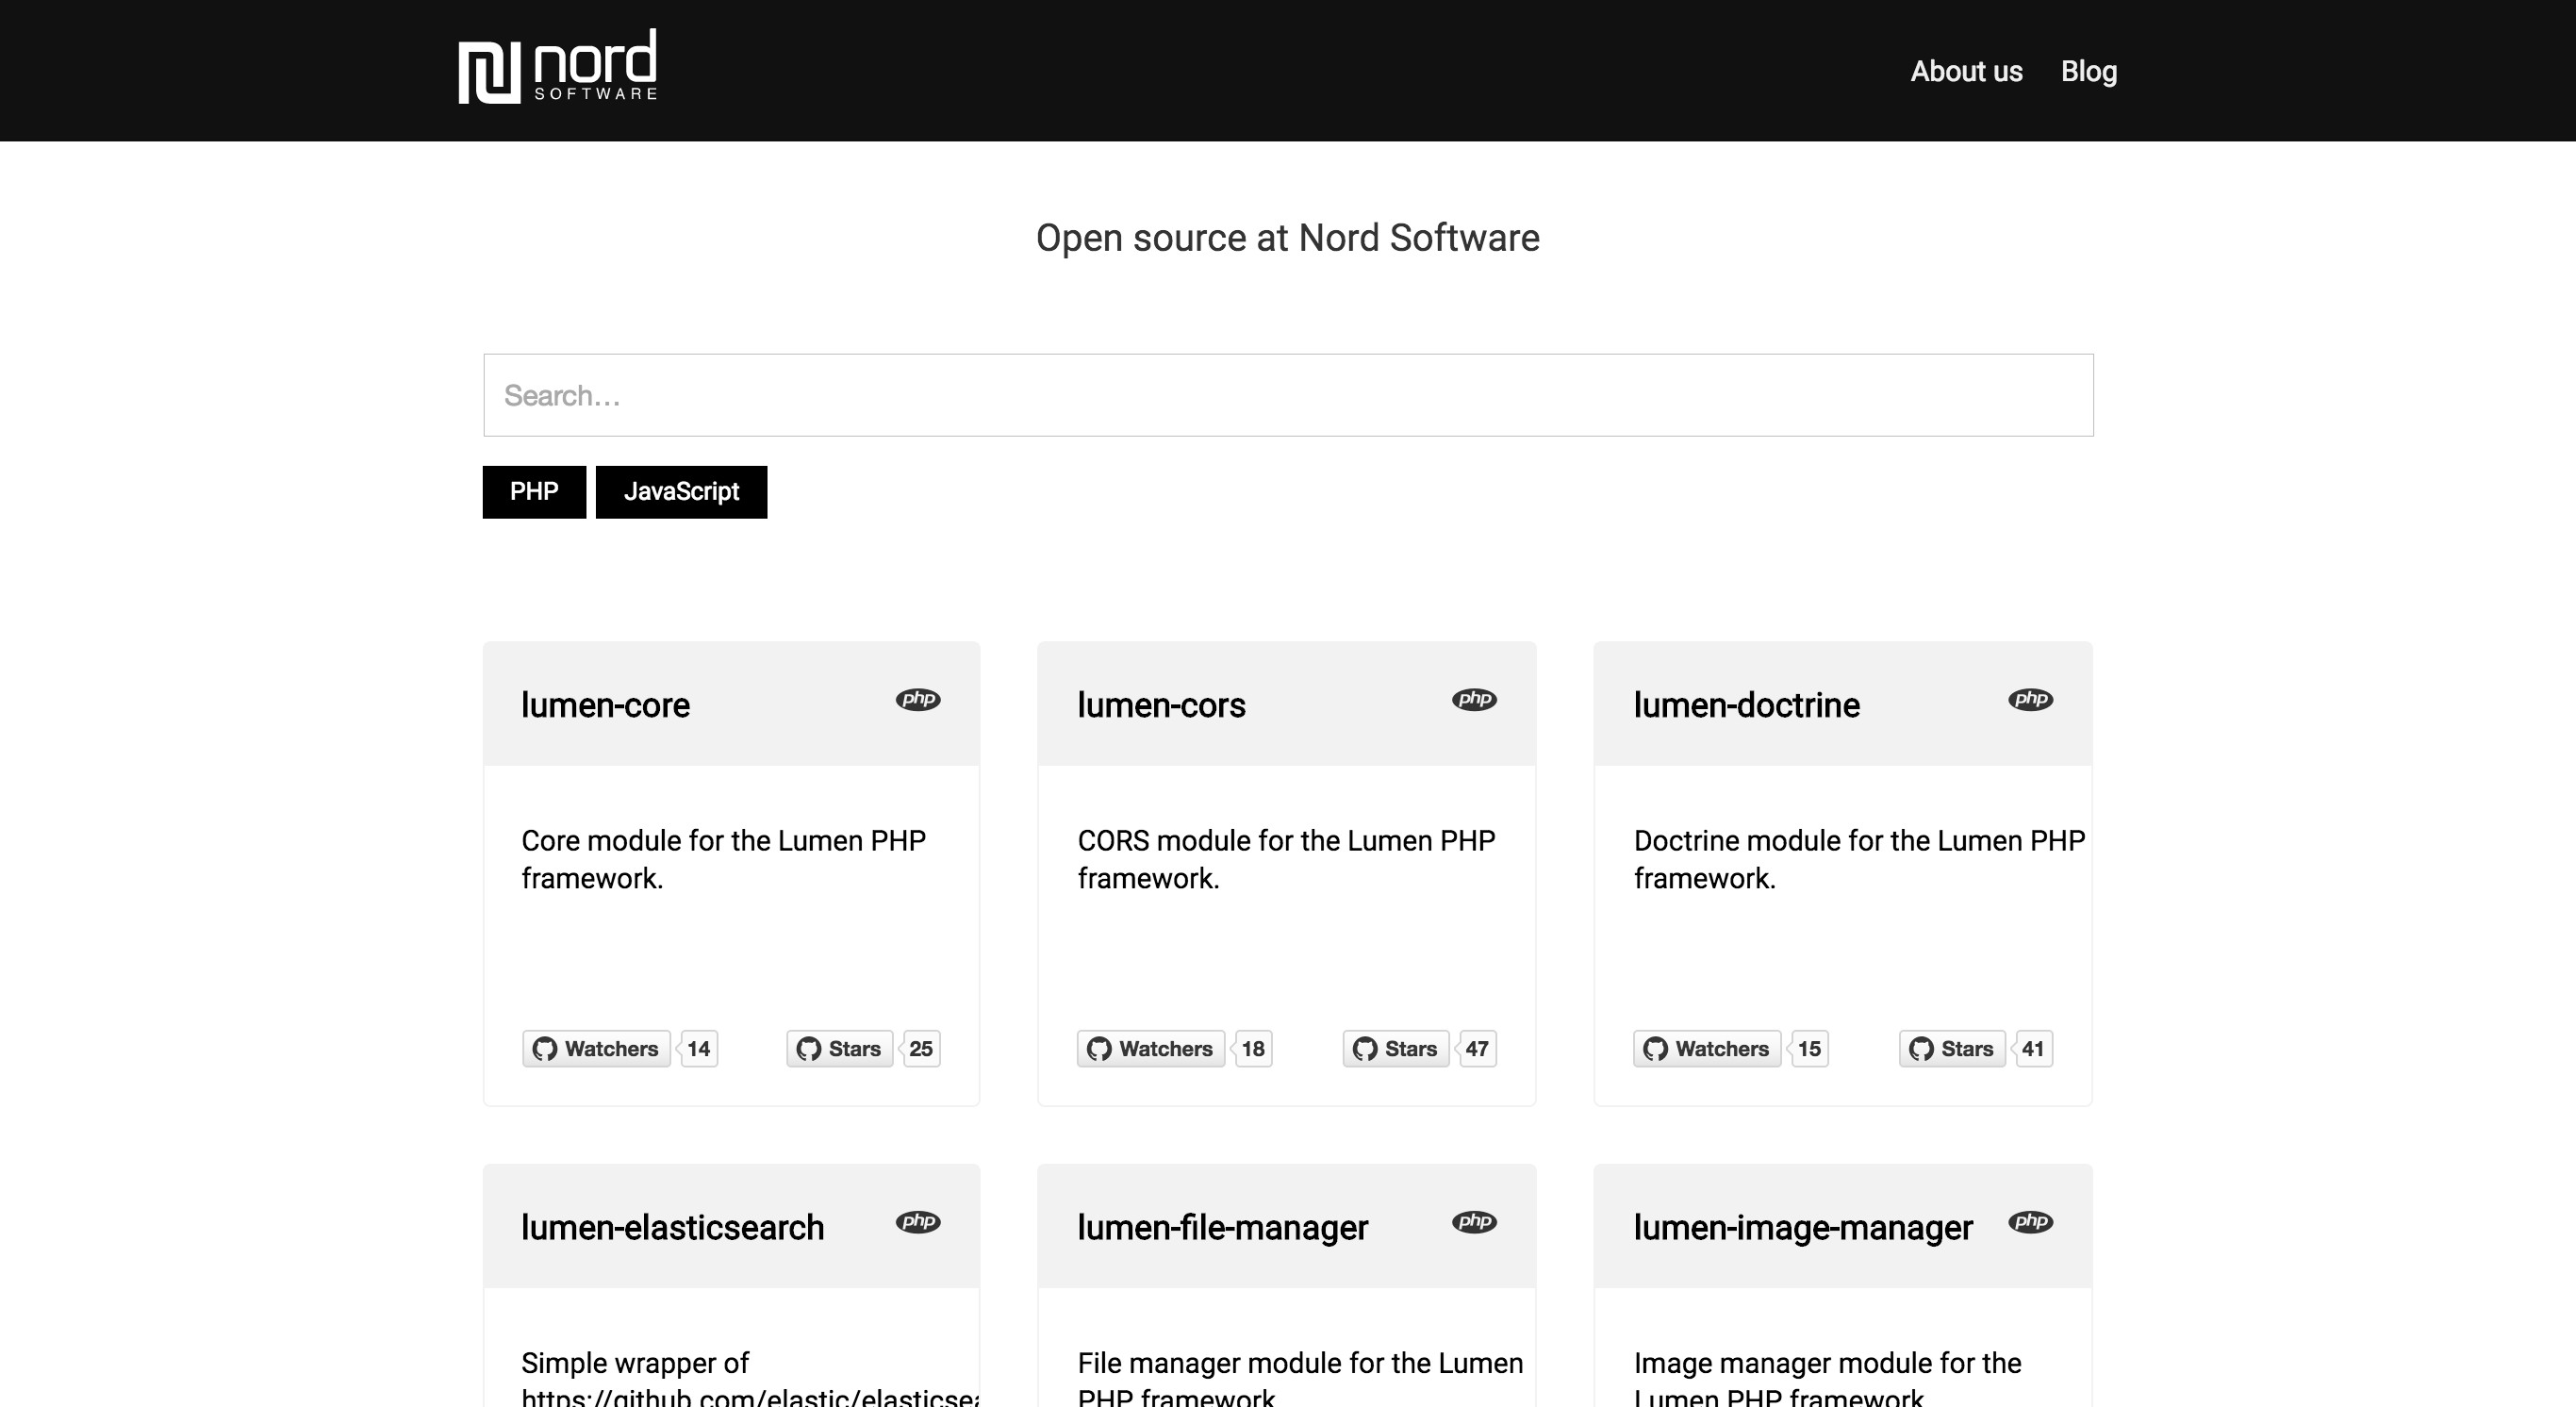 nord
SOFTWARE
About us
Blog
Open source at Nord Software
Search...
PHP
JavaScript
lumen-core
php
Core module for the Lumen PHP
framework.
Watchers
14
Stars
25
lumen-cors
php
CORS module for the Lumen PHP
framework.
Watchers
18
Stars
47
lumen-doctrine
php
Doctrine module for the Lumen PHP
framework.
Watchers
15
Stars
41
lumen-elasticsearch
php
Simple wrapper of
https://github.com/elastic/elasticsea
lumen-file-manager
php
File manager module for the Lumen
PHP framework
lumen-image-manager
php
Image manager module for the
Lumen PHP framework